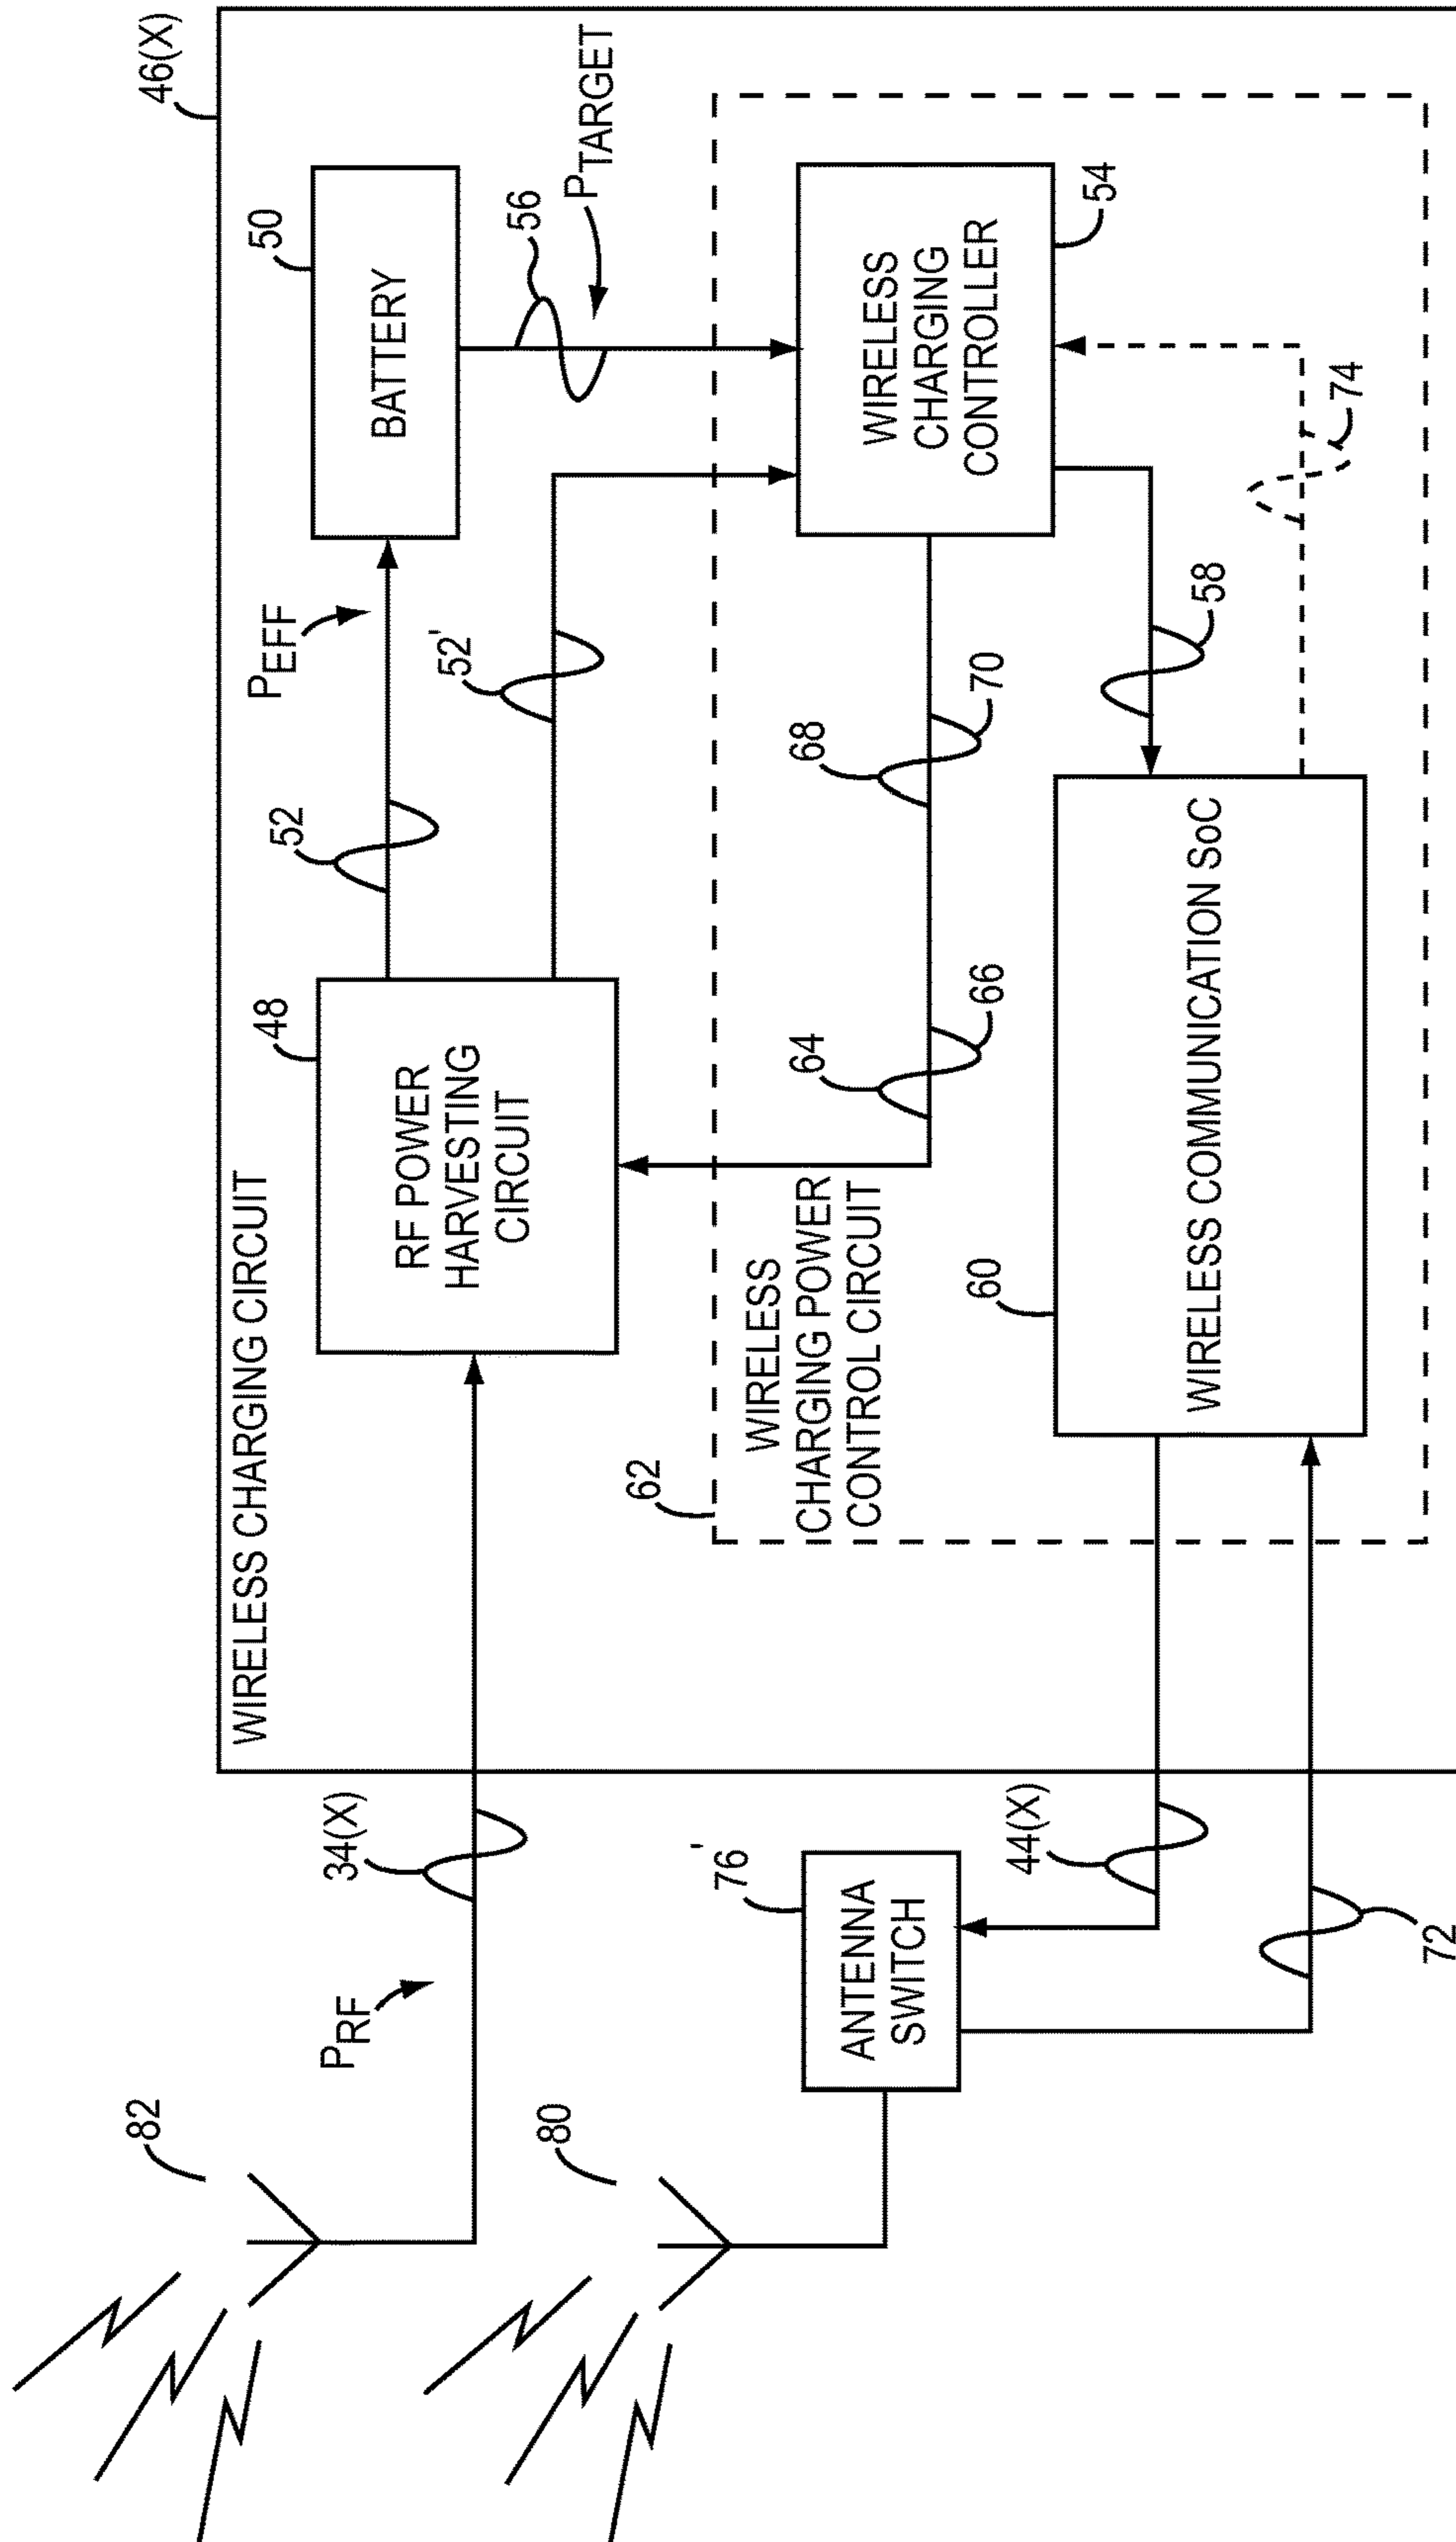 46(X)
WIRELESS CHARGING CIRCUIT
82
PRF
34(X)
48
RF POWER
HARVESTING
CIRCUIT
52
PEFF
50
BATTERY
52'
56
PTARGET
80
76'
ANTENNA
SWITCH
44(X)
72
62
WIRELESS
CHARGING POWER
CONTROL CIRCUIT
64
66
68
70
WIRELESS
CHARGING
CONTROLLER
54
60
WIRELESS COMMUNICATION SoC
58
74